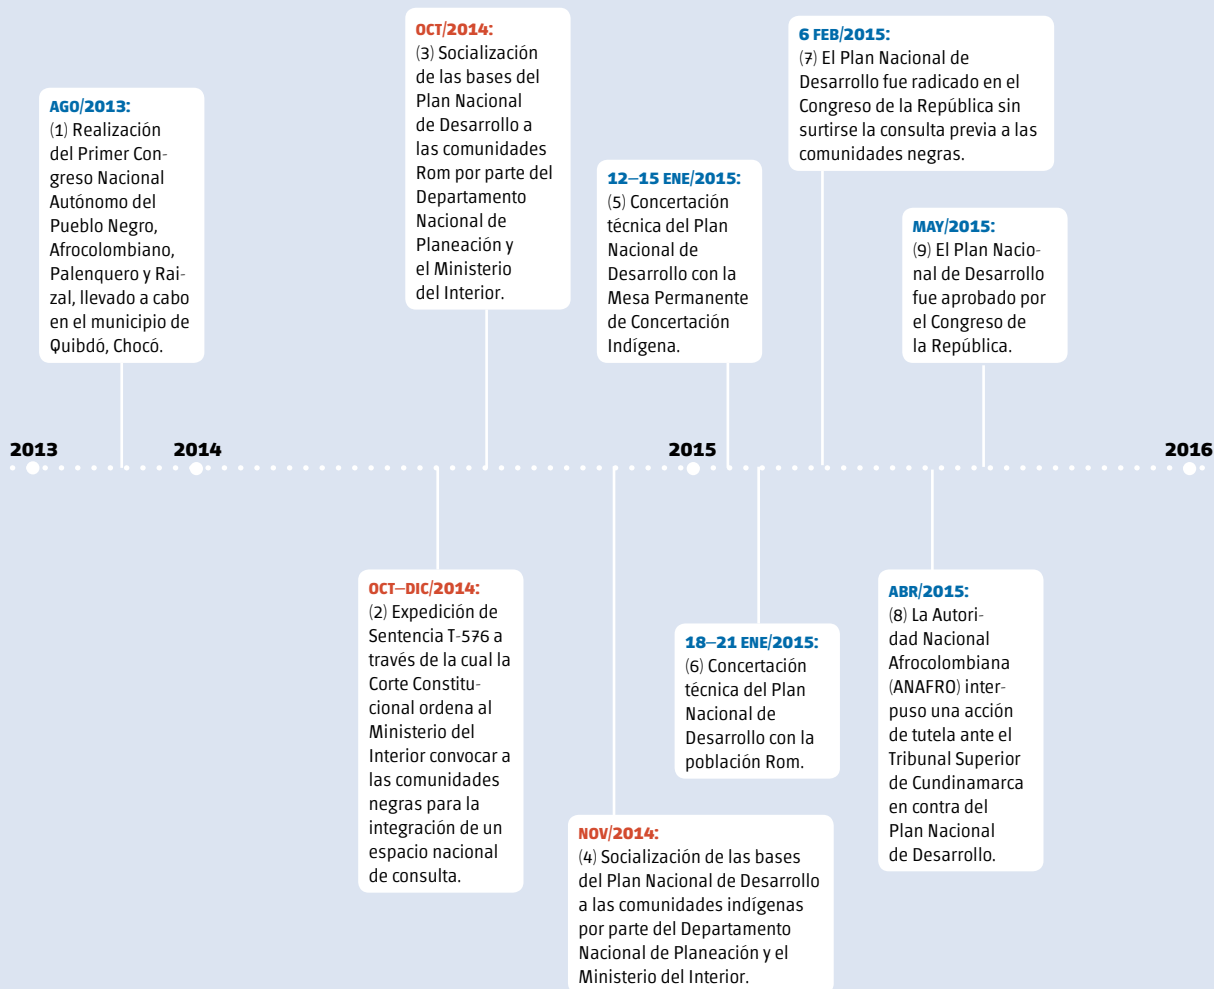 AGO/2013:
(1) Realización
del Primer Con-
greso Nacional
Autónomo del
Pueblo Negro,
Afrocolombiano,
Palenquero y Rai-
zal, llevado a cabo
en el municipio de
Quibdó, Chocó.
OCT/2014:
(3) Socialización
de las bases del
Plan Nacional
de Desarrollo a
las comunidades
Rom por parte del
Departamento
Nacional de
Planeación y
el Ministerio
del Interior.
12–15 ENE/2015:
(5) Concertación
técnica del Plan
Nacional de
Desarrollo con la
Mesa Permanente
de Concertación
Indígena.
6 FEB/2015:
(7) El Plan Nacional de
Desarrollo fue radicado en el
Congreso de la República sin
surtirse la consulta previa a las
comunidades negras.
MAY/2015:
(9) El Plan Nacio-
nal de Desarrollo
fue aprobado por
el Congreso de
la República.
2013
2014
2015
2016
OCT–DIC/2014:
(2) Expedición de
Sentencia T-576 a
través de la cual la
Corte Constitu-
cional ordena al
Ministerio del
Interior convocar a
las comunidades
negras para la
integración de un
espacio nacional
de consulta.
NOV/2014:
(4) Socialización de las bases
del Plan Nacional de Desarrollo
a las comunidades indígenas
por parte del Departamento
Nacional de Planeación y el
Ministerio del Interior.
18–21 ENE/2015:
(6) Concertación
técnica del Plan
Nacional de
Desarrollo con la
población Rom.
ABR/2015:
(8) La Autori-
dad Nacional
Afrocolombiana
(ANAFRO) inter-
puso una acción
de tutela ante el
Tribunal Superior
de Cundinamarca
en contra del
Plan Nacional
de Desarrollo.